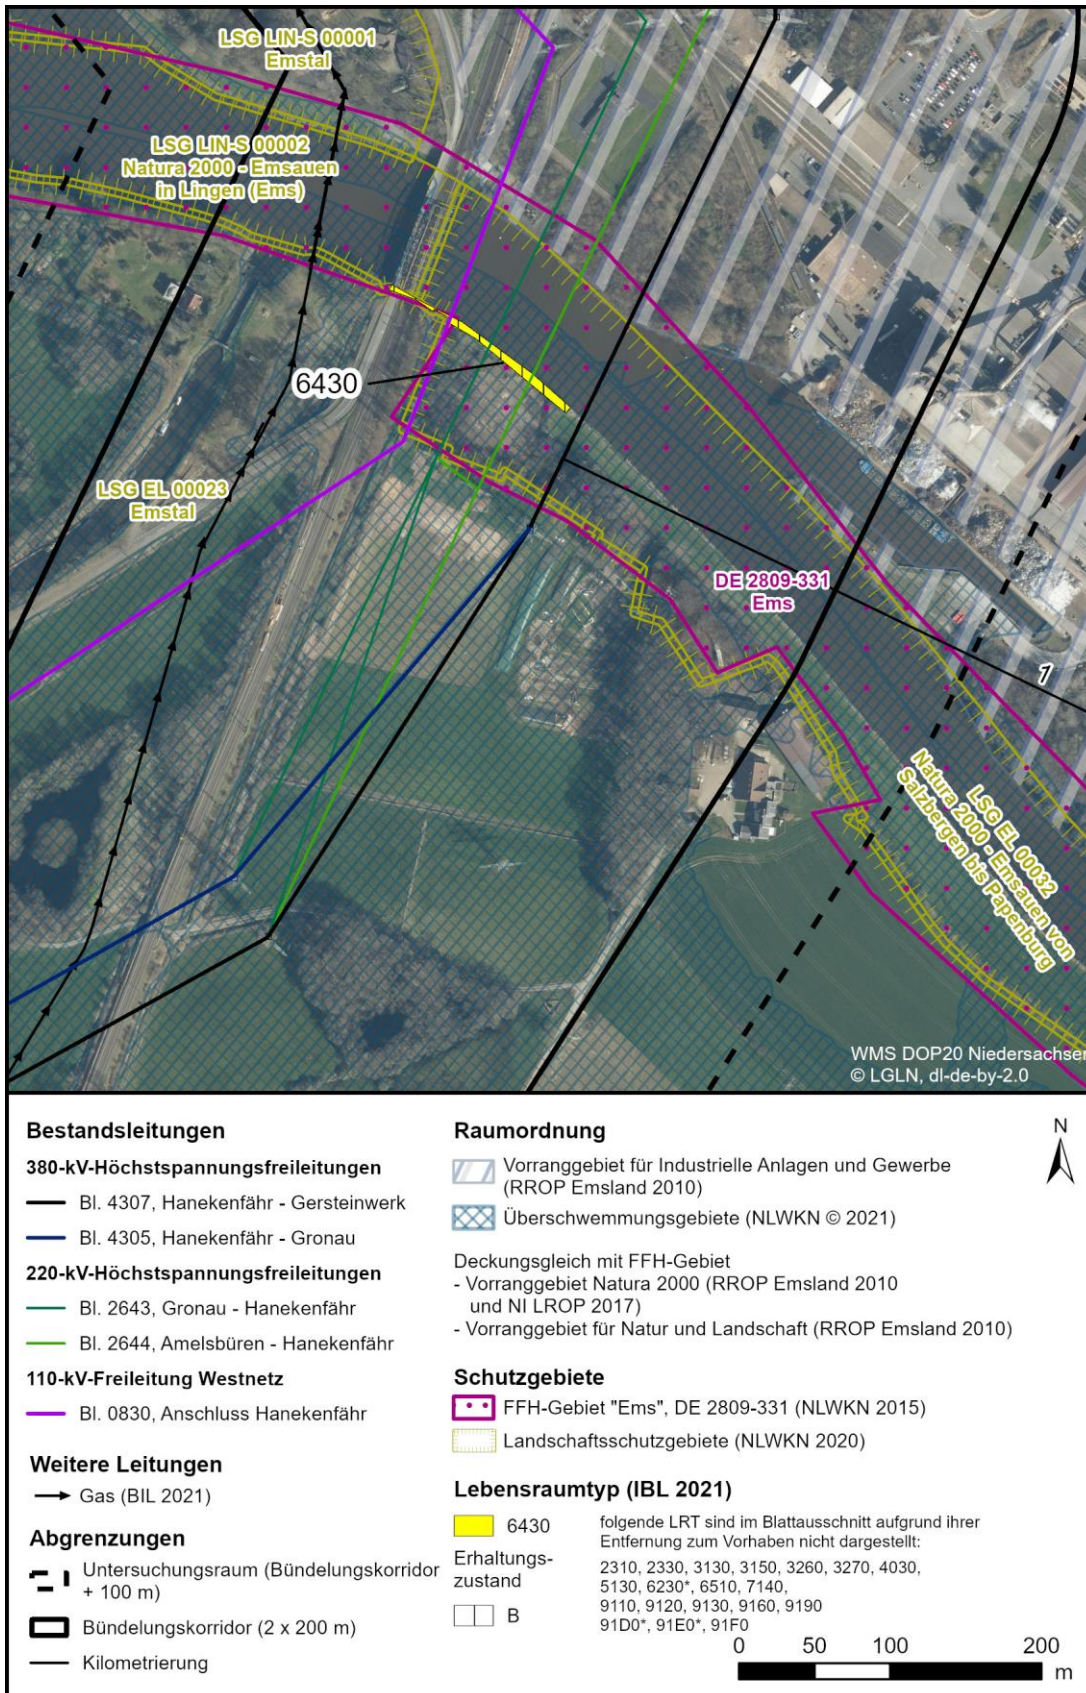 LSG LIN-S 00001
Emstal
LSG LIN-S 00002
Natura 2000 - Emsauen
in Lingen (Ems)
6430
LSG EL 00023
Emstal
DE 2809-331
Ems
1
LSG EL 00032
Natura 2000 - Emsauen von
Salzbergen bis Papenburg
WMS DOP20 Niedersachsen
© LGLN, dl-de-by-2.0
Bestandsleitungen
380-kV-Höchstspannungsfreileitungen
Bl. 4307, Hanekenfähr - Gersteinwerk
Bl. 4305, Hanekenfähr - Gronau
220-kV-Höchstspannungsfreileitungen
Bl. 2643, Gronau - Hanekenfähr
Bl. 2644, Amelsbüren - Hanekenfähr
110-kV-Freileitung Westnetz
Bl. 0830, Anschluss Hanekenfähr
Weitere Leitungen
Gas (BIL 2021)
Abgrenzungen
Untersuchungsraum (Bündelungskorridor
+ 100 m)
Bündelungskorridor (2 x 200 m)
Kilometrierung
Raumordnung
Vorranggebiet für Industrielle Anlagen und Gewerbe
(RROP Emsland 2010)
Überschwemmungsgebiete (NLWKN © 2021)
Deckungsgleich mit FFH-Gebiet
- Vorranggebiet Natura 2000 (RROP Emsland 2010
und NI LROP 2017)
- Vorranggebiet für Natur und Landschaft (RROP Emsland 2010)
Schutzgebiete
FFH-Gebiet "Ems", DE 2809-331 (NLWKN 2015)
Landschaftsschutzgebiete (NLWKN 2020)
Lebensraumtyp (IBL 2021)
6430
Erhaltungs-
zustand
B
folgende LRT sind im Blattausschnitt aufgrund ihrer
Entfernung zum Vorhaben nicht dargestellt:
2310, 2330, 3130, 3150, 3260, 3270, 4030,
5130, 6230*, 6510, 7140,
9110, 9120, 9130, 9160, 9190
91D0*, 91E0*, 91F0
N
0 50 100 200
m